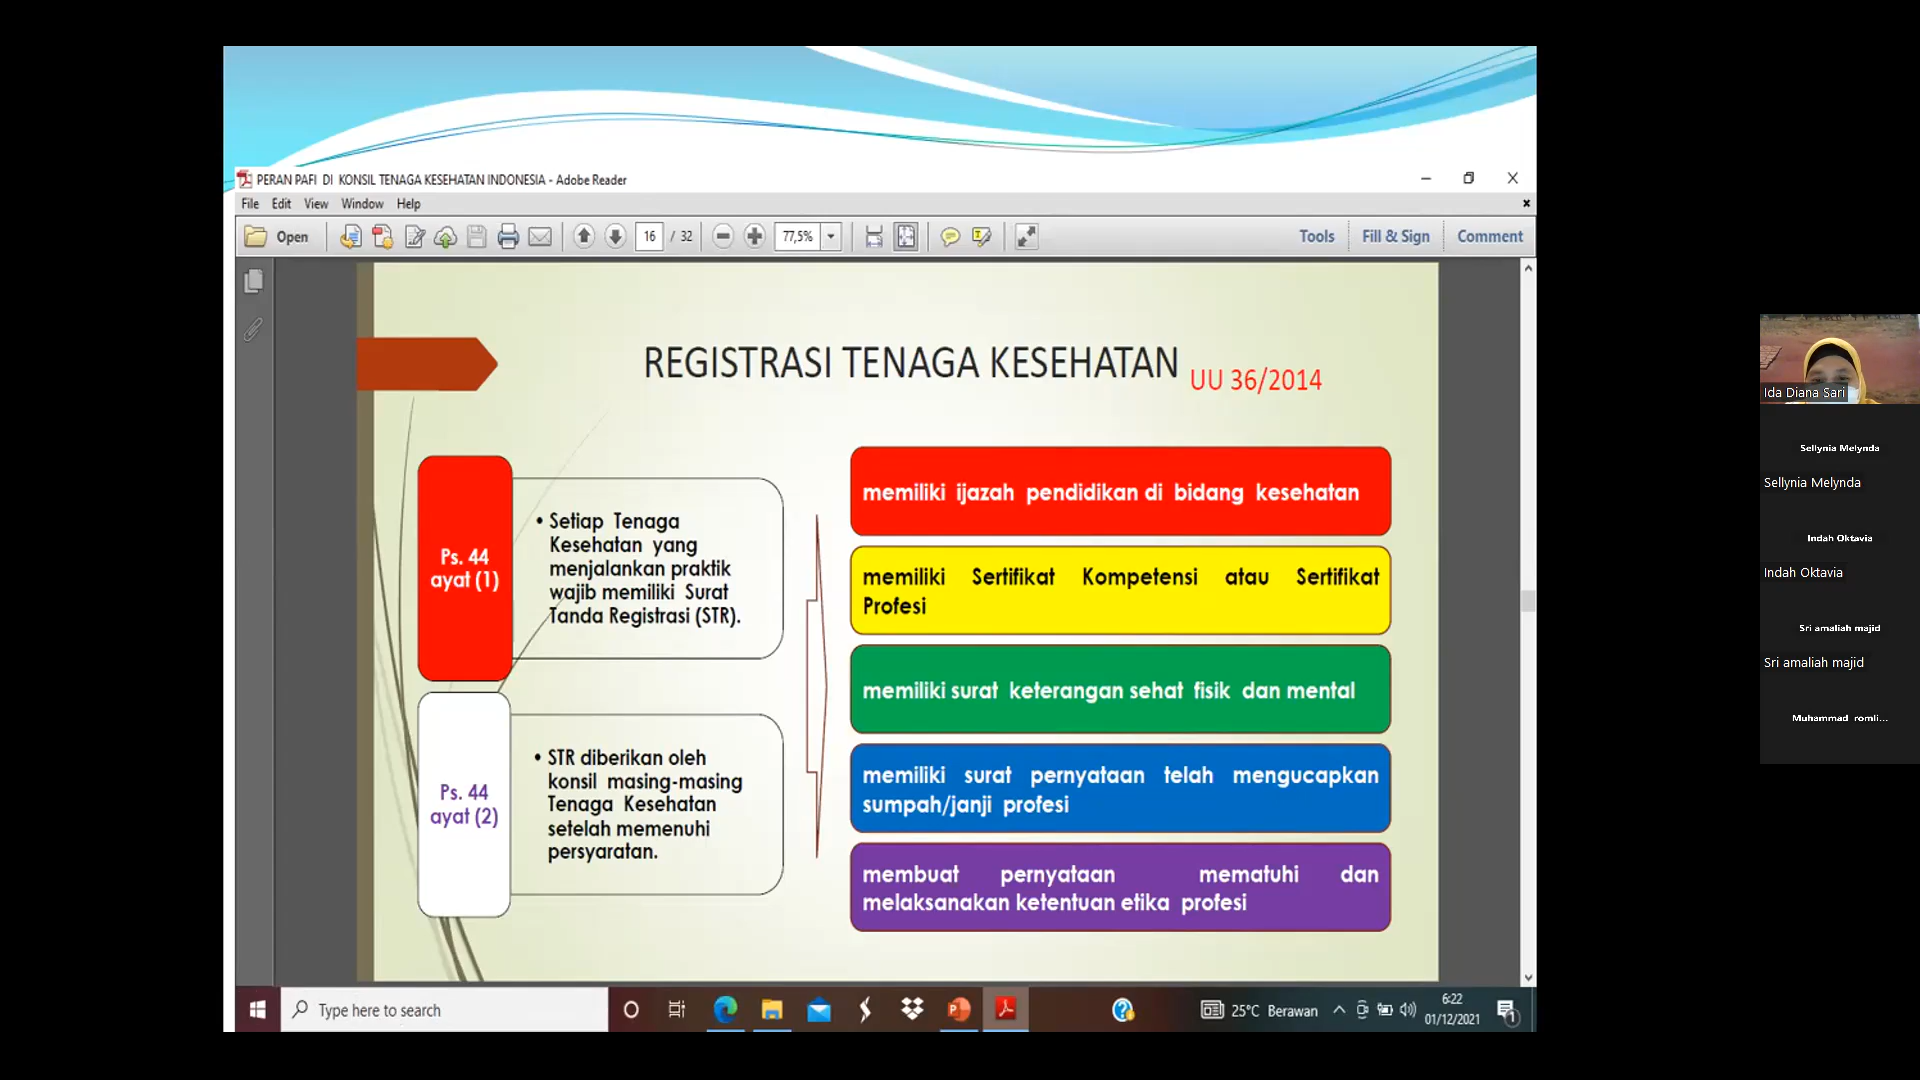 PERAN PAFI DI KONSIL TENAGA KESEHATAN INDONESIA - Adobe Reader
File Edit View Window Help
Open 16 / 32 77,5% Tools Fill & Sign Comment
REGISTRASI TENAGA KESEHATAN UU 36/2014
Ps. 44
ayat (1)
• Setiap Tenaga
Kesehatan yang
menjalankan praktik
wajib memiliki Surat
Tanda Registrasi (STR).
Ps. 44
ayat (2)
• STR diberikan oleh
konsil masing-masing
Tenaga Kesehatan
setelah memenuhi
persyaratan.
memiliki ijazah pendidikan di bidang kesehatan
memiliki Sertifikat Kompetensi atau Sertifikat
Profesi
memiliki surat keterangan sehat fisik dan mental
memiliki surat pernyataan telah mengucapkan
sumpah/janji profesi
membuat pernyataan mematuhi dan
melaksanakan ketentuan etika profesi
Type here to search
25°C Berawan
6:22
01/12/2021
1
Ida Diana Sari
Sellynia Melynda
Sellynia Melynda
Indah Oktavia
Indah Oktavia
Sri amaliah majid
Sri amaliah majid
Muhammad romli...